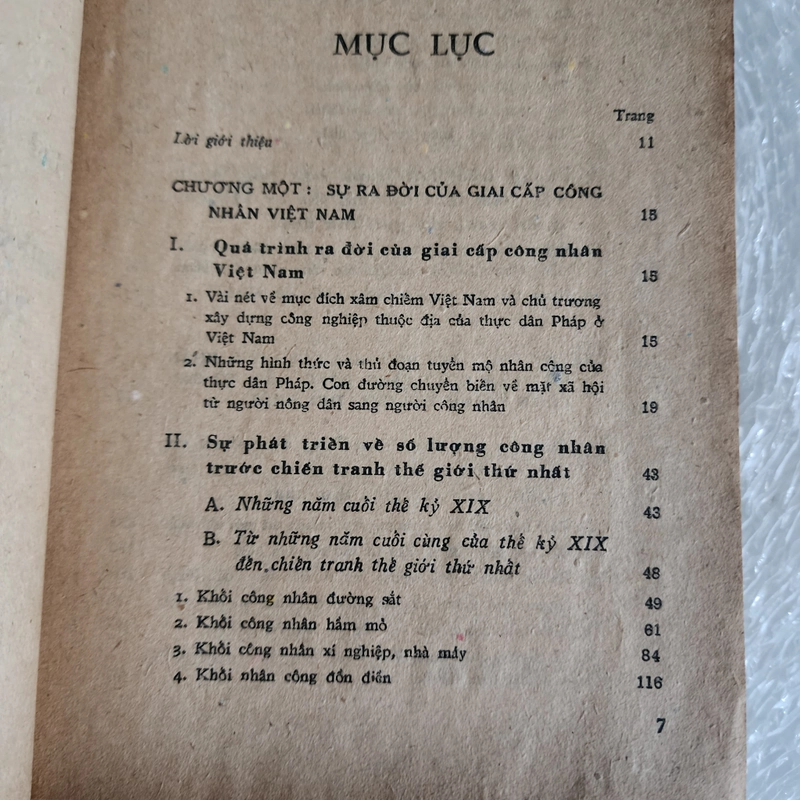 MỤC LỤC
Trang
Lời giới thiệu 11
CHƯƠNG MỘT: SỰ RA ĐỜI CỦA GIAI CẤP CÔNG
NHÂN VIỆT NAM 15
I. Quá trình ra đời của giai cấp công nhân
Việt Nam 15
1. Vài nét về mục đích xâm chiếm Việt Nam và chủ trương
xây dựng công nghiệp thuộc địa của thực dân Pháp ở
Việt Nam 15
2. Những hình thức và thủ đoạn tuyển mộ nhân công của
thực dân Pháp. Con đường chuyển biến về mặt xã hội
từ người nông dân sang người công nhân 19
II. Sự phát triển về số lượng công nhân
trước chiến tranh thế giới thứ nhất 43
A. Những năm cuối thế kỷ XIX 43
B. Từ những năm cuối cùng của thế kỷ XIX
đến chiến tranh thế giới thứ nhất 48
1. Khối công nhân đường sắt 49
2. Khối công nhân hầm mỏ 61
3. Khối công nhân xí nghiệp, nhà máy 84
4. Khối nhân công đồn điền 116
7